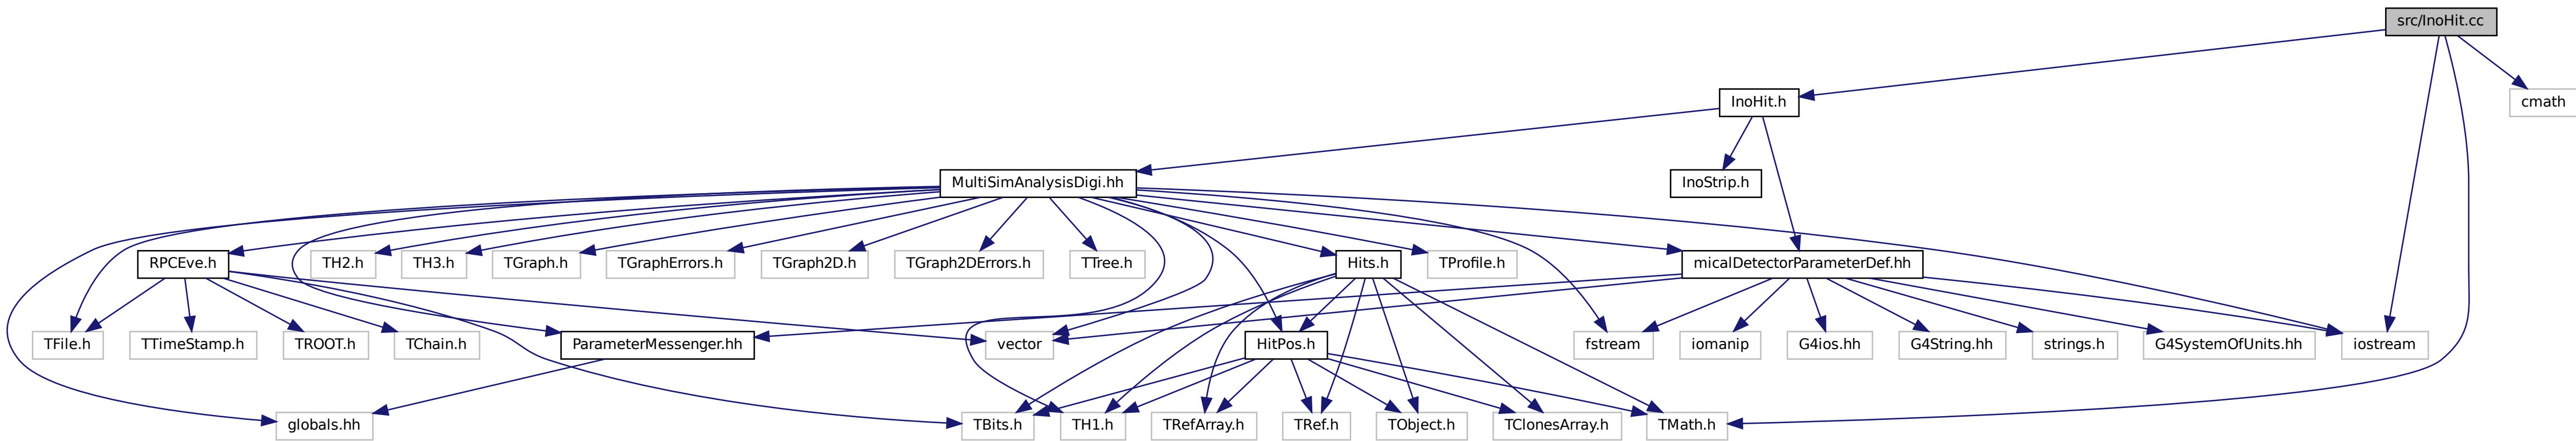 src/InoHit.cc
InoHit.h
cmath
MultiSimAnalysisDigi.hh
InoStrip.h
RPCEve.h
TH2.h
TH3.h
TGraph.h
TGraphErrors.h
TGraph2D.h
TGraph2DErrors.h
TTree.h
Hits.h
TProfile.h
micalDetectorParameterDef.hh
TFile.h
TTimeStamp.h
TROOT.h
TChain.h
ParameterMessenger.hh
vector
HitPos.h
fstream
iomanip
G4ios.hh
G4String.hh
strings.h
G4SystemOfUnits.hh
iostream
globals.hh
TBits.h
TH1.h
TRefArray.h
TRef.h
TObject.h
TClonesArray.h
TMath.h